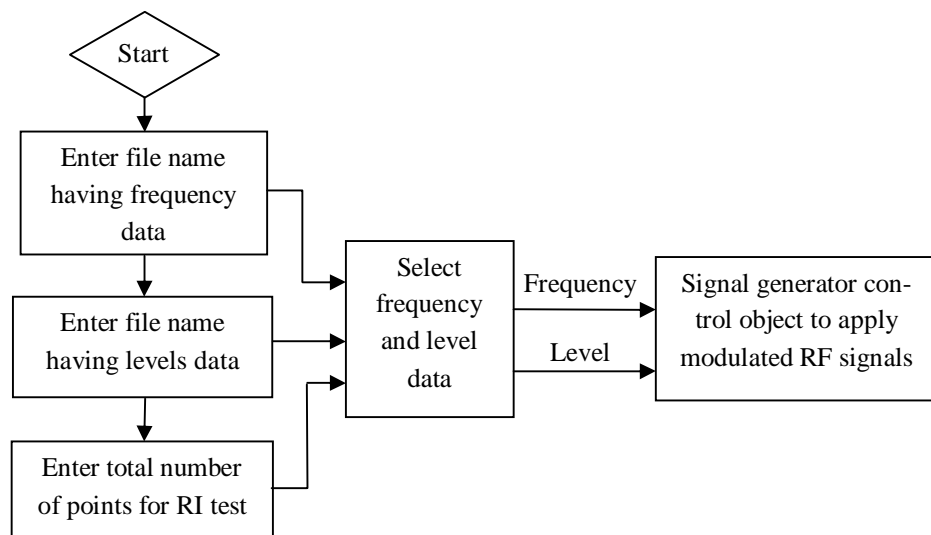 Start
Enter file name
having frequency
data
Enter file name
having levels data
Enter total number
of points for RI test
Select
frequency
and level
data
Frequency
Level
Signal generator con-
trol object to apply
modulated RF signals